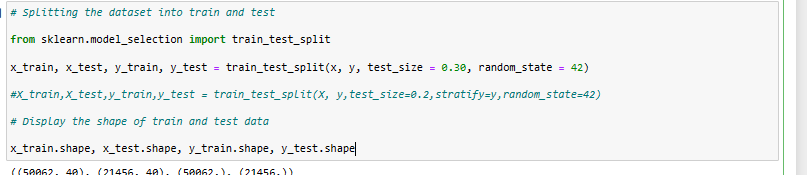 # Splitting the dataset into train and test
from sklearn.model_selection import train_test_split
x_train, x_test, y_train, y_test = train_test_split(x, y, test_size = 0.30, random_state = 42)
#X_train,X_test,y_train,y_test = train_test_split(X, y,test_size=0.2,stratify=y,random_state=42)
# Display the shape of train and test data
x_train.shape, x_test.shape, y_train.shape, y_test.shape
((50062, 40), (21456, 40), (50062,), (21456,))